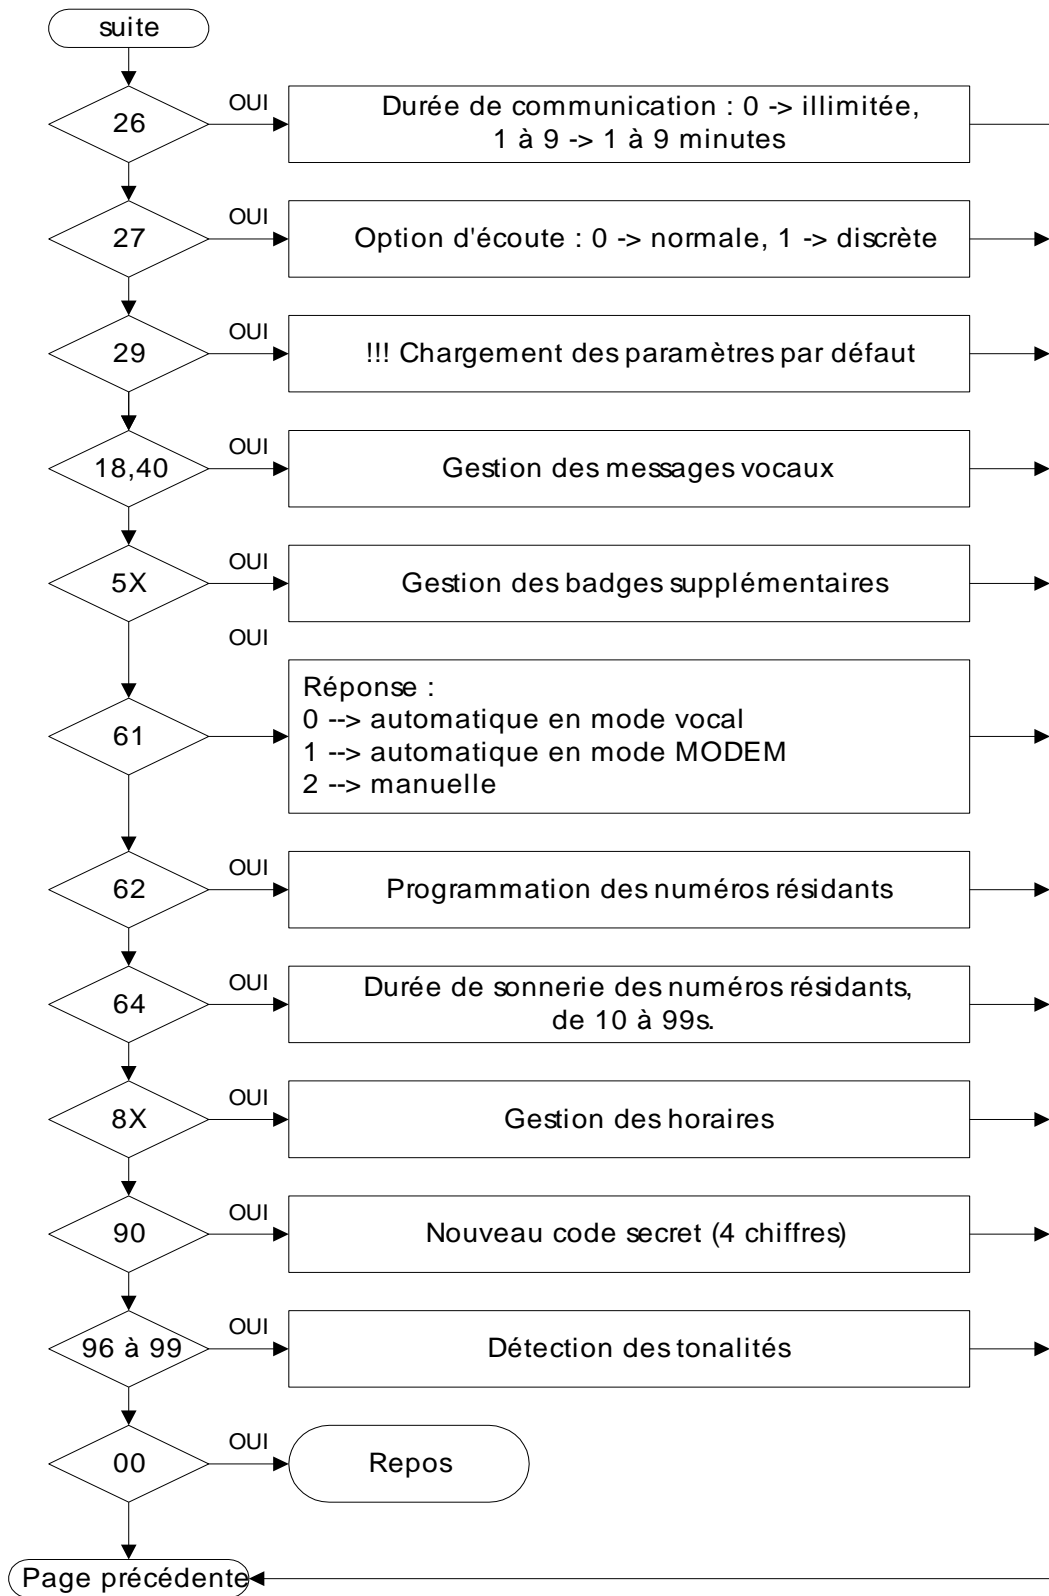 suite
26
OUI
Durée de communication : 0 -> illimitée,
1 à 9 -> 1 à 9 minutes
27
OUI
Option d'écoute : 0 -> normale, 1 -> discrète
29
OUI
!!! Chargement des paramètres par défaut
18,40
OUI
Gestion des messages vocaux
5X
OUI
Gestion des badges supplémentaires
61
OUI
Réponse :
0 --> automatique en mode vocal
1 --> automatique en mode MODEM
2 --> manuelle
62
OUI
Programmation des numéros résidants
64
OUI
Durée de sonnerie des numéros résidants,
de 10 à 99s.
8X
OUI
Gestion des horaires
90
OUI
Nouveau code secret (4 chiffres)
96 à 99
OUI
Détection des tonalités
00
OUI
Repos
Page précédente